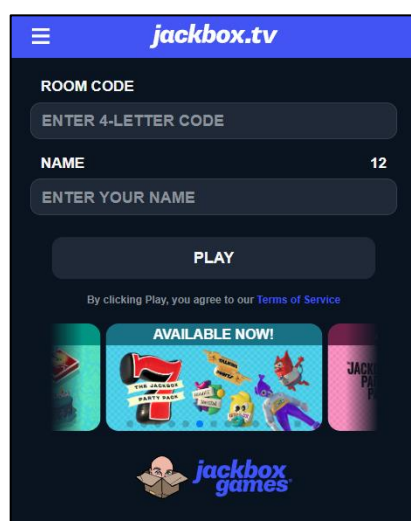 jackbox.tv
ROOM CODE
ENTER 4-LETTER CODE
NAME 12
ENTER YOUR NAME
PLAY
By clicking Play, you agree to our Terms of Service
AVAILABLE NOW!
THE JACKBOX
PARTY PACK
7
jackbox
games